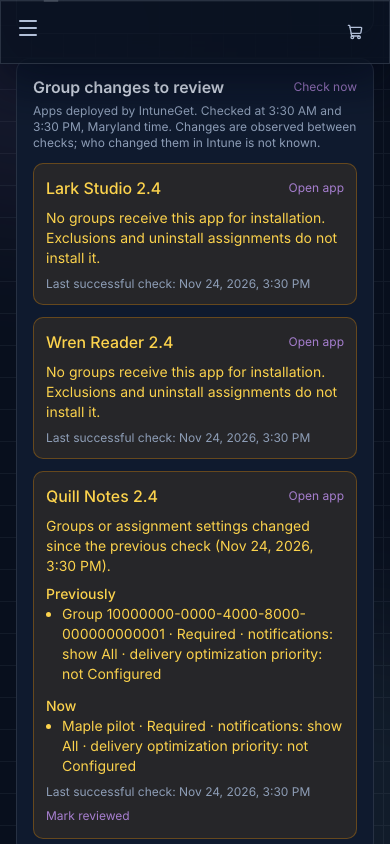 Group changes to review
Check now
Apps deployed by IntuneGet. Checked at 3:30 AM and
3:30 PM, Maryland time. Changes are observed between
checks; who changed them in Intune is not known.
Lark Studio 2.4
Open app
No groups receive this app for installation.
Exclusions and uninstall assignments do not
install it.
Last successful check: Nov 24, 2026, 3:30 PM
Wren Reader 2.4
Open app
No groups receive this app for installation.
Exclusions and uninstall assignments do not
install it.
Last successful check: Nov 24, 2026, 3:30 PM
Quill Notes 2.4
Open app
Groups or assignment settings changed
since the previous check (Nov 24, 2026,
3:30 PM).
Previously
• Group 10000000-0000-4000-8000-
000000000001 · Required · notifications:
show All · delivery optimization priority:
not Configured
Now
• Maple pilot · Required · notifications: show
All · delivery optimization priority: not
Configured
Last successful check: Nov 24, 2026, 3:30 PM
Mark reviewed